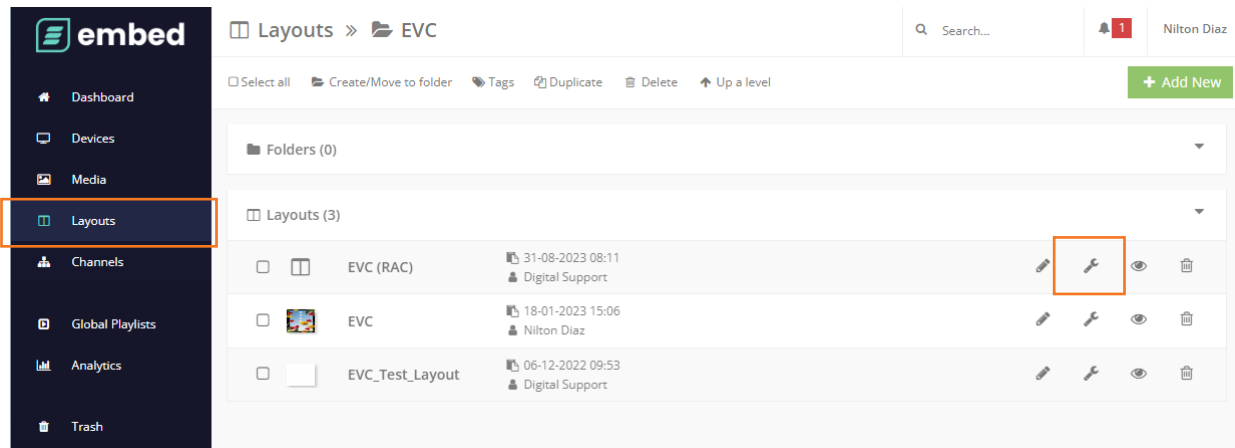 embed
Layouts » EVC
Search...
1
Nilton Diaz
Select all Create/Move to folder Tags Duplicate Delete Up a level
+ Add New
Dashboard
Devices
Media
Layouts
Channels
Global Playlists
Analytics
Trash
Folders (0)
Layouts (3)
EVC (RAC)
31-08-2023 08:11
Digital Support
EVC
18-01-2023 15:06
Nilton Diaz
EVC_Test_Layout
06-12-2022 09:53
Digital Support